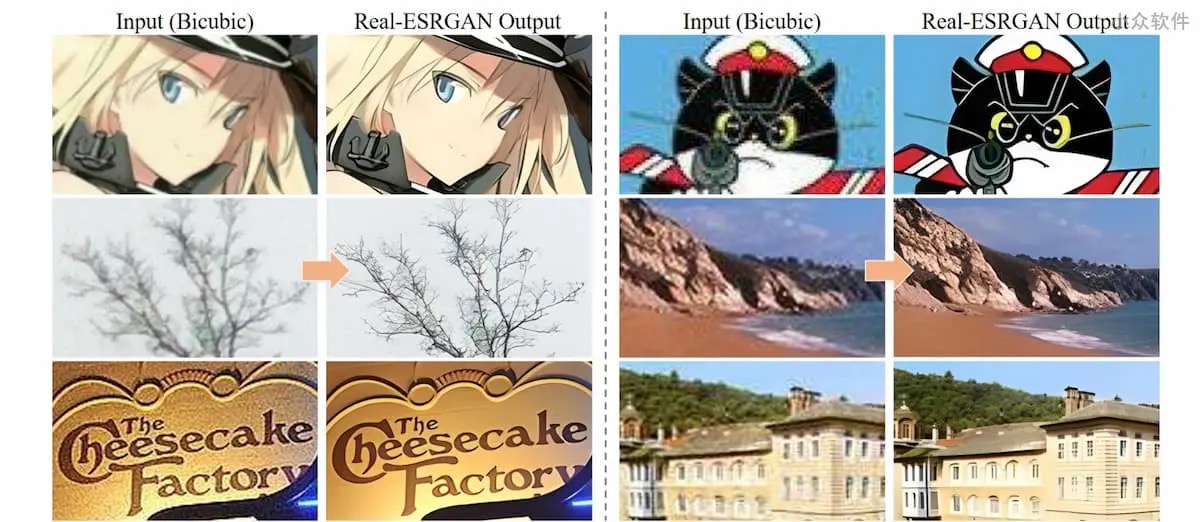 Input (Bicubic)
Real-ESRGAN Output
Input (Bicubic)
Real-ESRGAN Output
小众软件
The
Cheesecake
Factory
The
Cheesecake
Factory